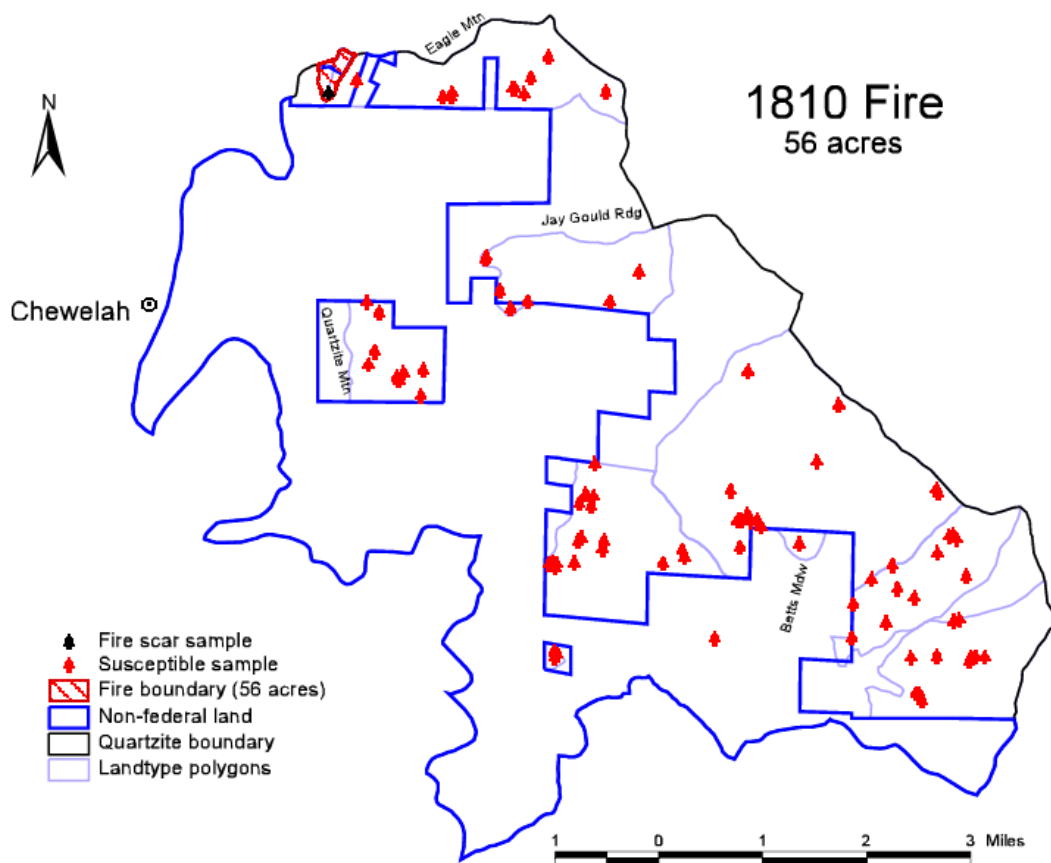 Eagle Mtn
1810 Fire
56 acres
N
Jay Gould Rdg
Chewelah
Quartzite Mtn
Betts Mdw
Fire scar sample
Susceptible sample
Fire boundary (56 acres)
Non-federal land
Quartzite boundary
Landtype polygons
1 0 1 2 3 Miles